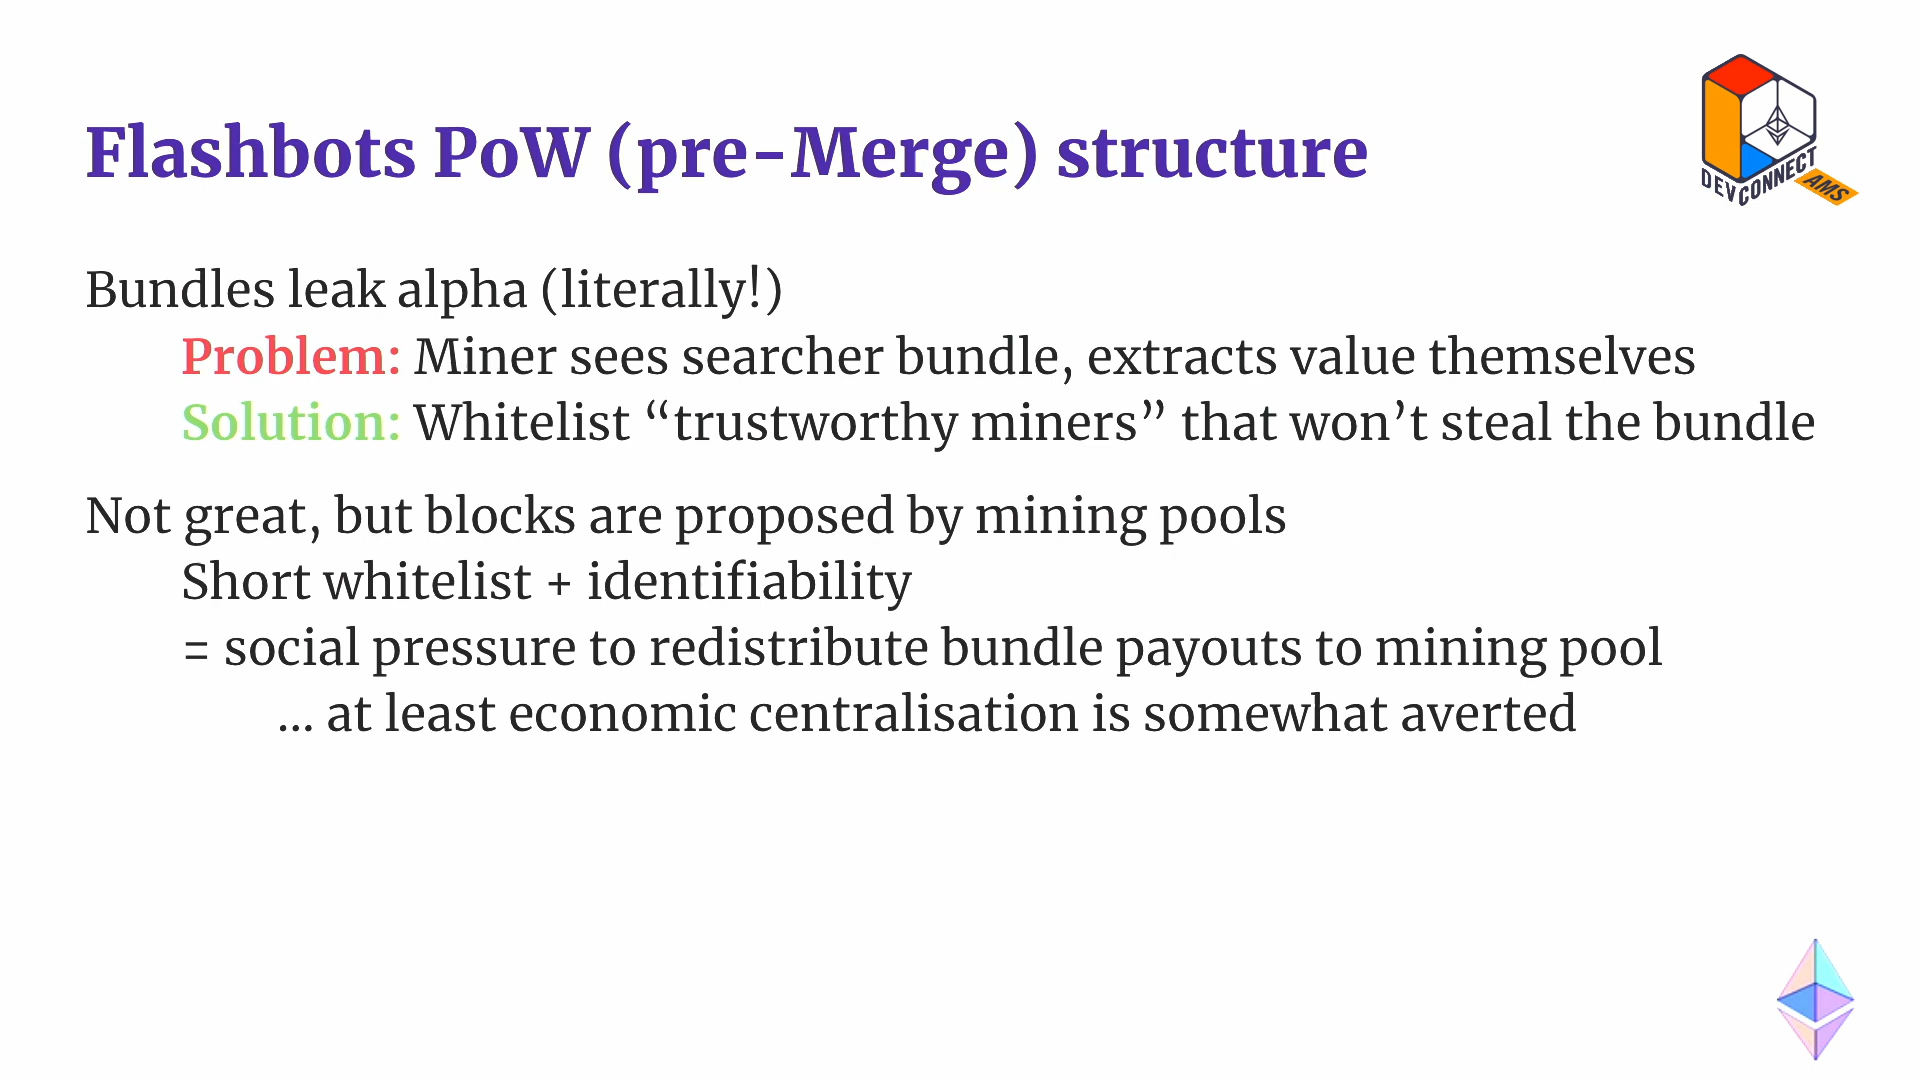 Flashbots PoW (pre-Merge) structure
DEVCONNECT
AMS
Bundles leak alpha (literally!)
Problem: Miner sees searcher bundle, extracts value themselves
Solution: Whitelist “trustworthy miners” that won’t steal the bundle
Not great, but blocks are proposed by mining pools
Short whitelist + identifiability
= social pressure to redistribute bundle payouts to mining pool
… at least economic centralisation is somewhat averted